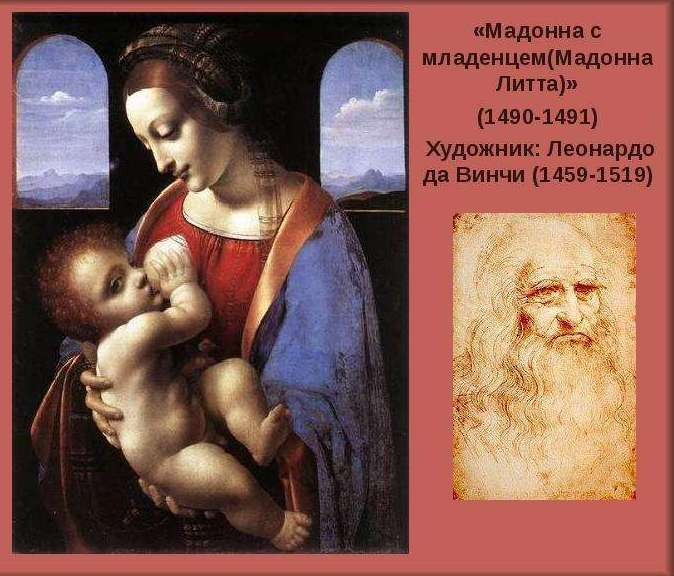 «Мадонна с
младенцем(Мадонна
Литта)»
(1490-1491)
Художник: Леонардо
да Винчи (1459-1519)